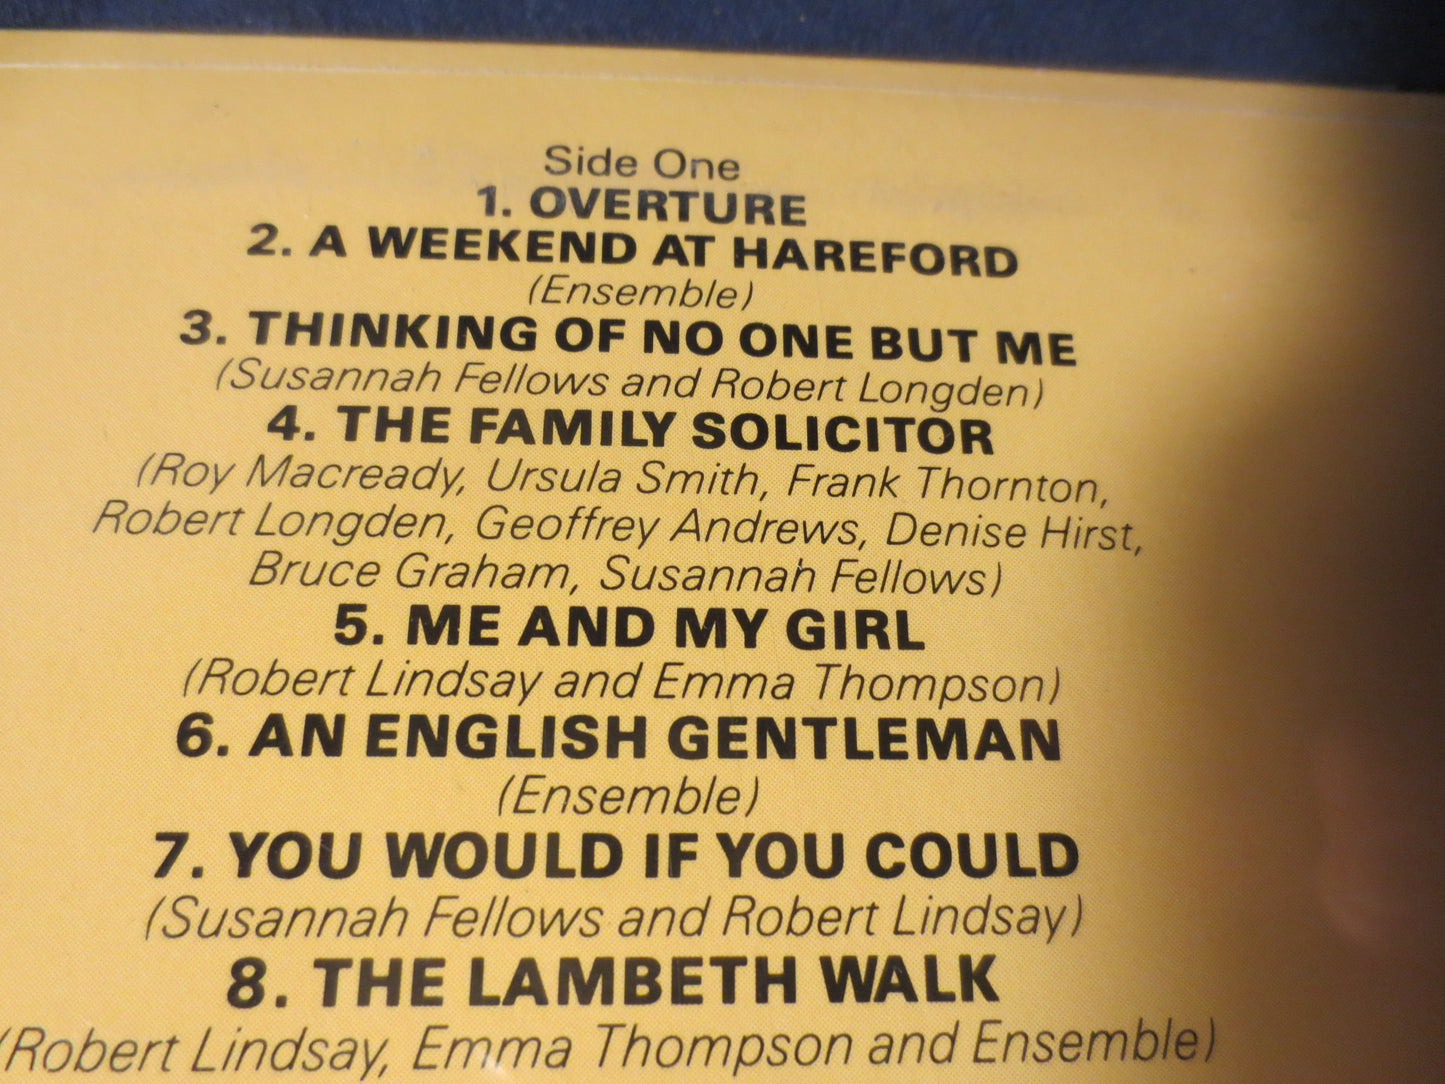 Side One
1. OVERTURE
2. A WEEKEND AT HAREFORD
(Ensemble)
3. THINKING OF NO ONE BUT ME
(Susannah Fellows and Robert Longden)
4. THE FAMILY SOLICITOR
(Roy Macready, Ursula Smith, Frank Thornton,
Robert Longden, Geoffrey Andrews, Denise Hirst,
Bruce Graham, Susannah Fellows)
5. ME AND MY GIRL
(Robert Lindsay and Emma Thompson)
6. AN ENGLISH GENTLEMAN
(Ensemble)
7. YOU WOULD IF YOU COULD
(Susannah Fellows and Robert Lindsay)
8. THE LAMBETH WALK
(Robert Lindsay, Emma Thompson and Ensemble)